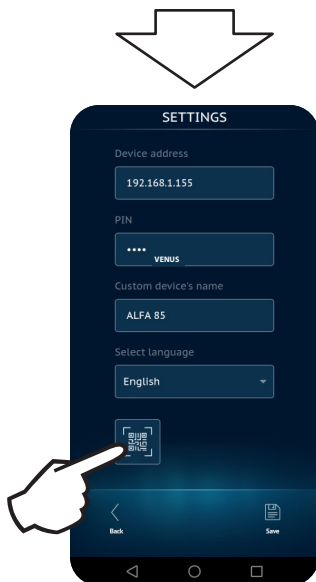 SETTINGS
Device address
192.168.1.155
PIN
••••
VENUS
Custom device's name
ALFA 85
Select language
English
Back Save